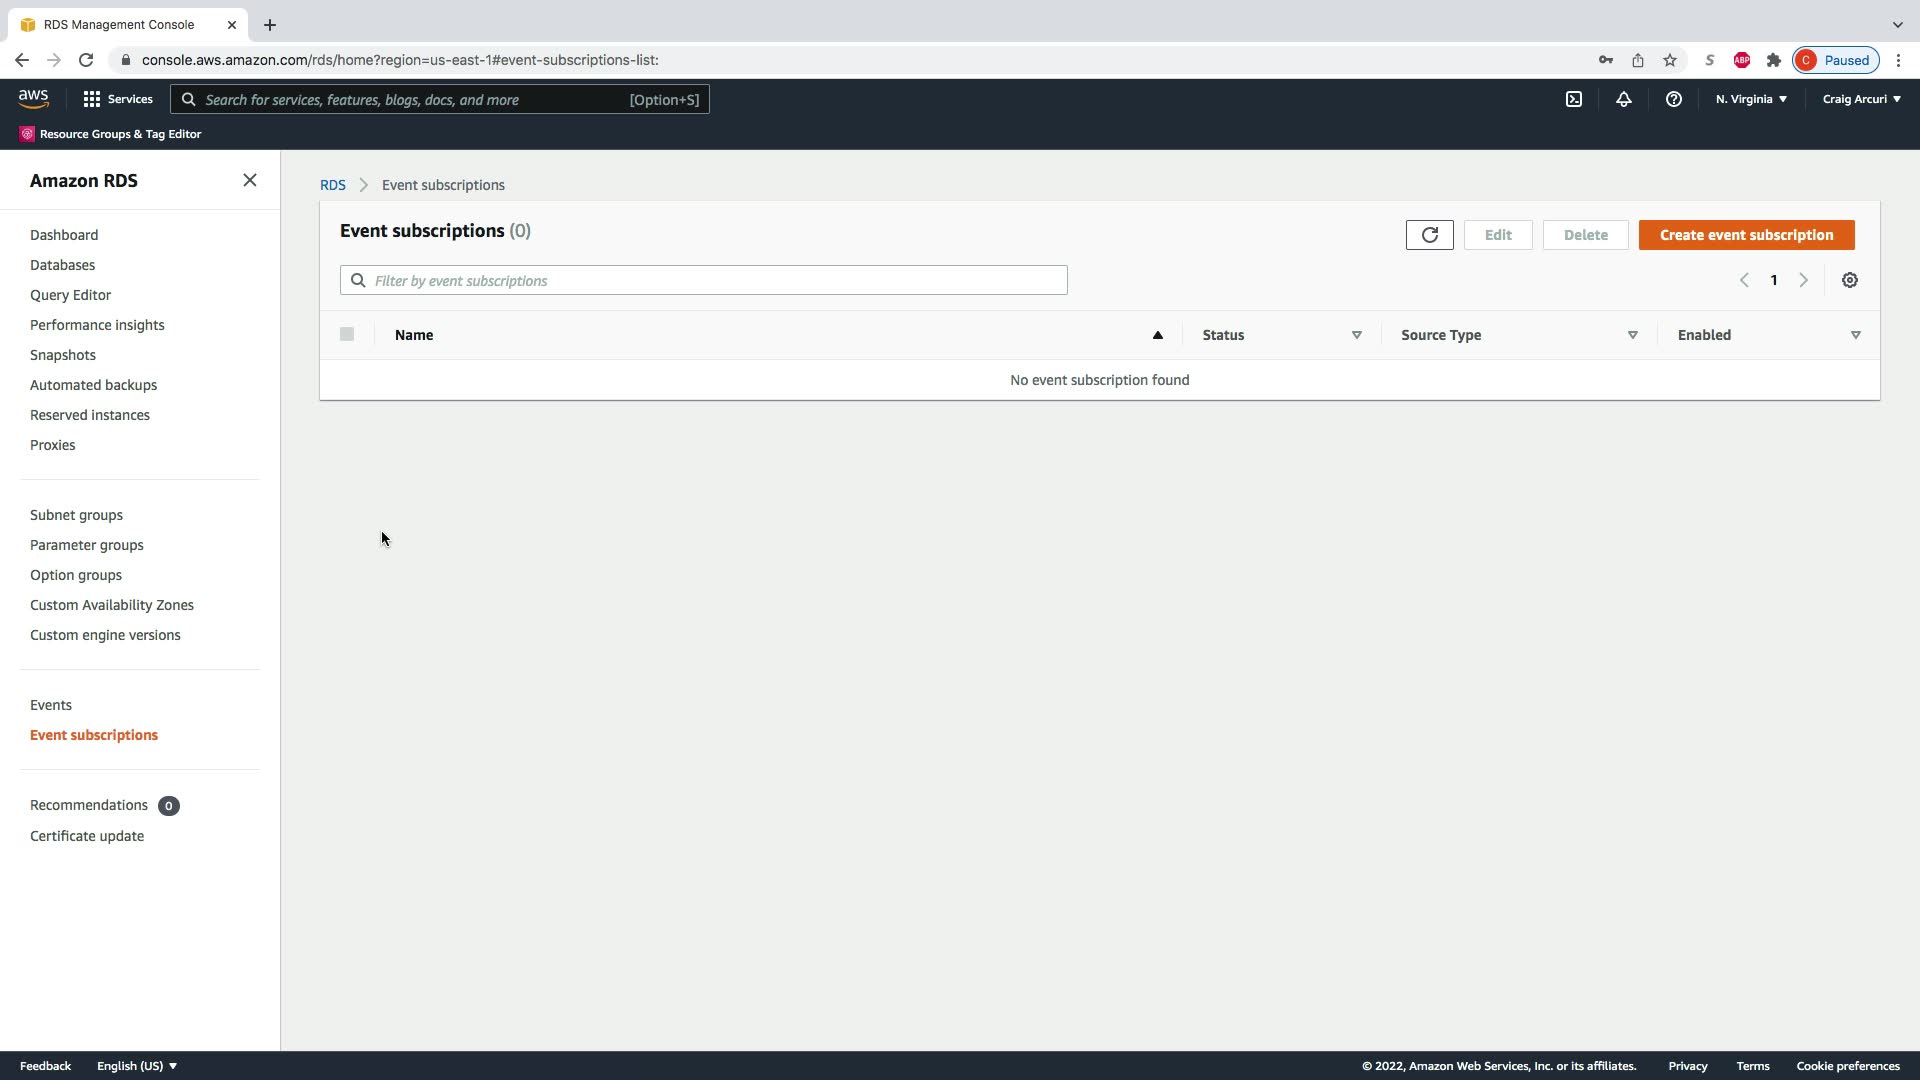 RDS Management Console
console.aws.amazon.com/rds/home?region=us-east-1#event-subscriptions-list:
S
ABP
C Paused
aws
Services
Search for services, features, blogs, docs, and more [Option+S]
N. Virginia
Craig Arcuri
Resource Groups & Tag Editor
Amazon RDS
Dashboard
Databases
Query Editor
Performance insights
Snapshots
Automated backups
Reserved instances
Proxies
Subnet groups
Parameter groups
Option groups
Custom Availability Zones
Custom engine versions
Events
Event subscriptions
Recommendations 0
Certificate update
RDS > Event subscriptions
Event subscriptions (0)
Edit
Delete
Create event subscription
Filter by event subscriptions
1
Name
Status
Source Type
Enabled
No event subscription found
Feedback
English (US)
© 2022, Amazon Web Services, Inc. or its affiliates.
Privacy
Terms
Cookie preferences